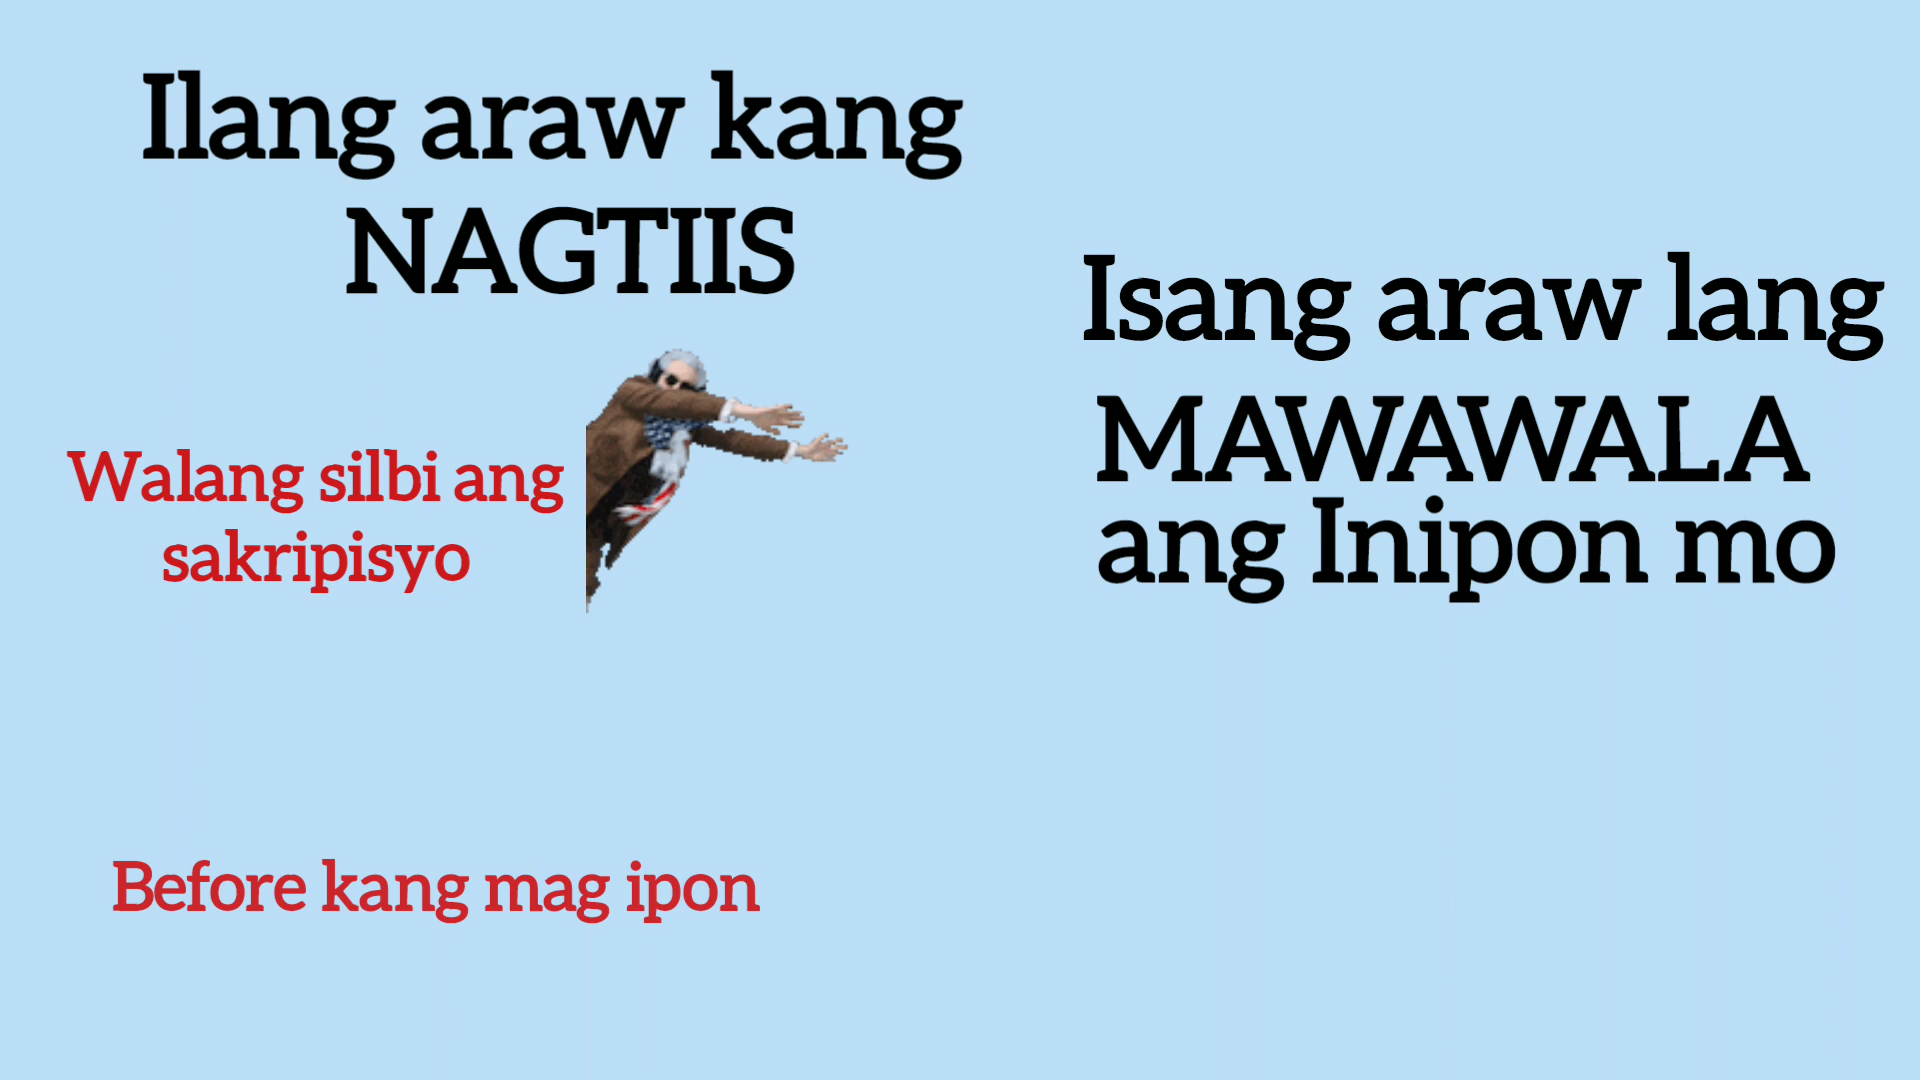 Ilang araw kang
NAGTIIS
Isang araw lang
MAWAWALA
ang Inipon mo
Walang silbi ang
sakripisyo
Before kang mag ipon